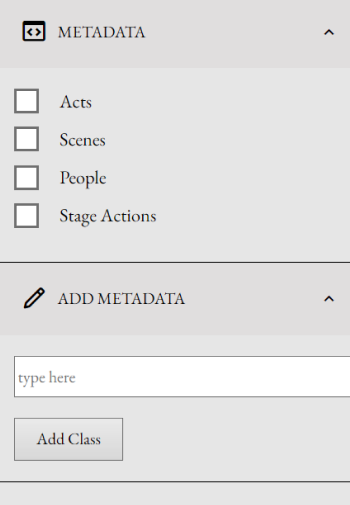 METADATA
Acts
Scenes
People
Stage Actions
ADD METADATA
type here
Add Class